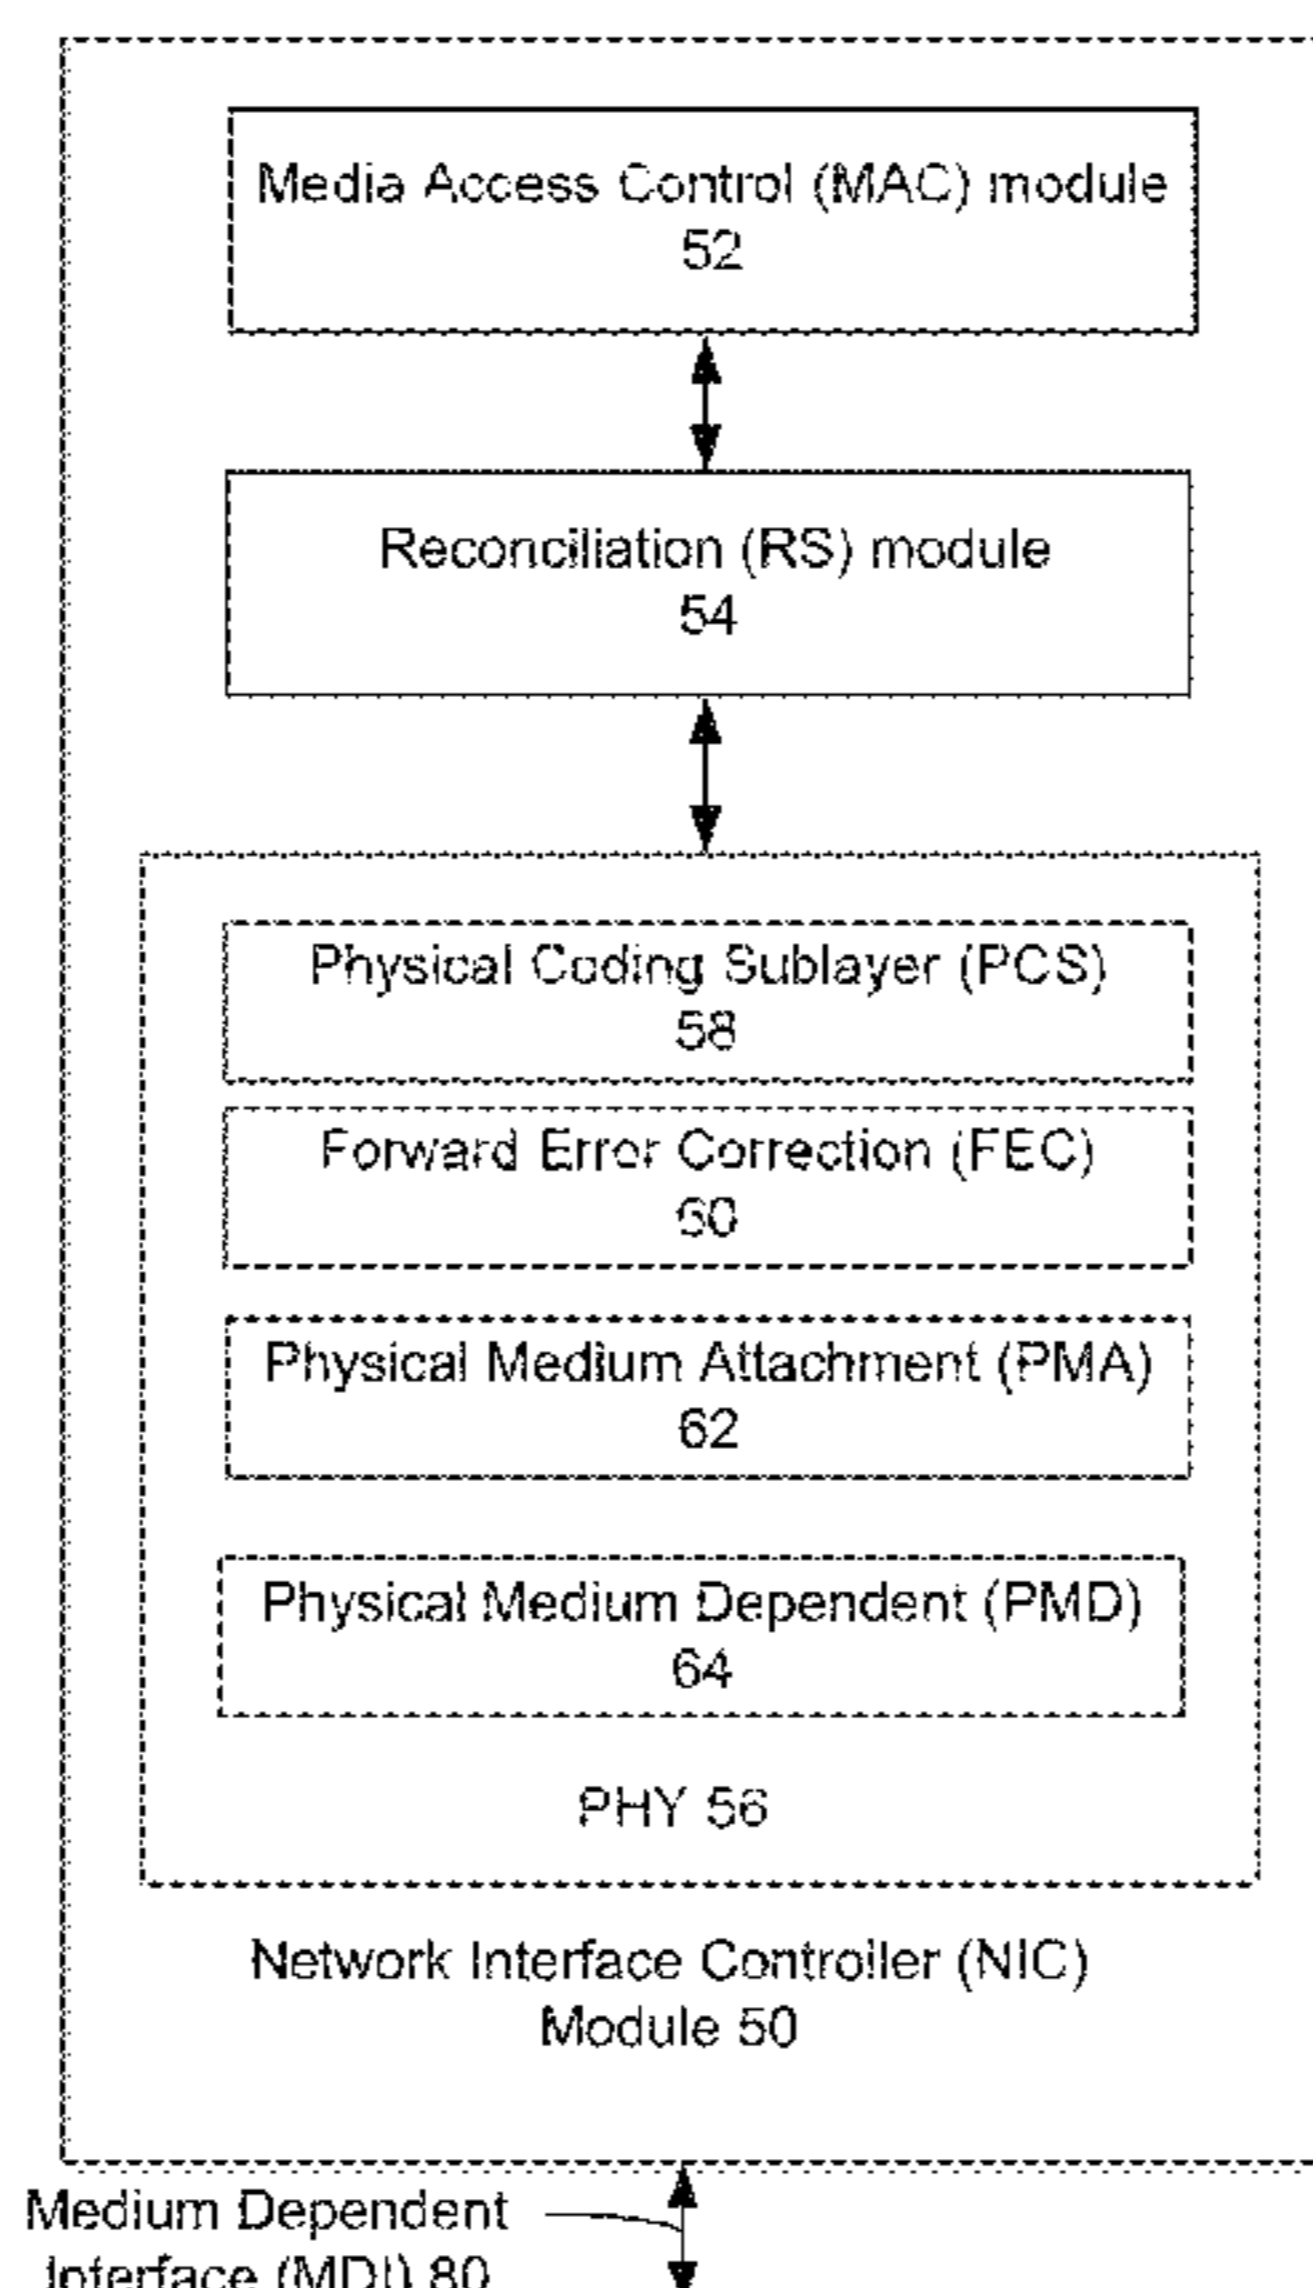 Media Access Control (MAC) module
52
Reconciliation (RS) module
54
Physical Coding Sublayer (PCS)
58
Forward Error Correction (FEC)
60
Physical Medium Attachment (PMA)
62
Physical Medium Dependent (PMD)
64
PHY 56
Network Interface Controller (NIC)
Module 50
Medium Dependent
Interface (MDI) 80